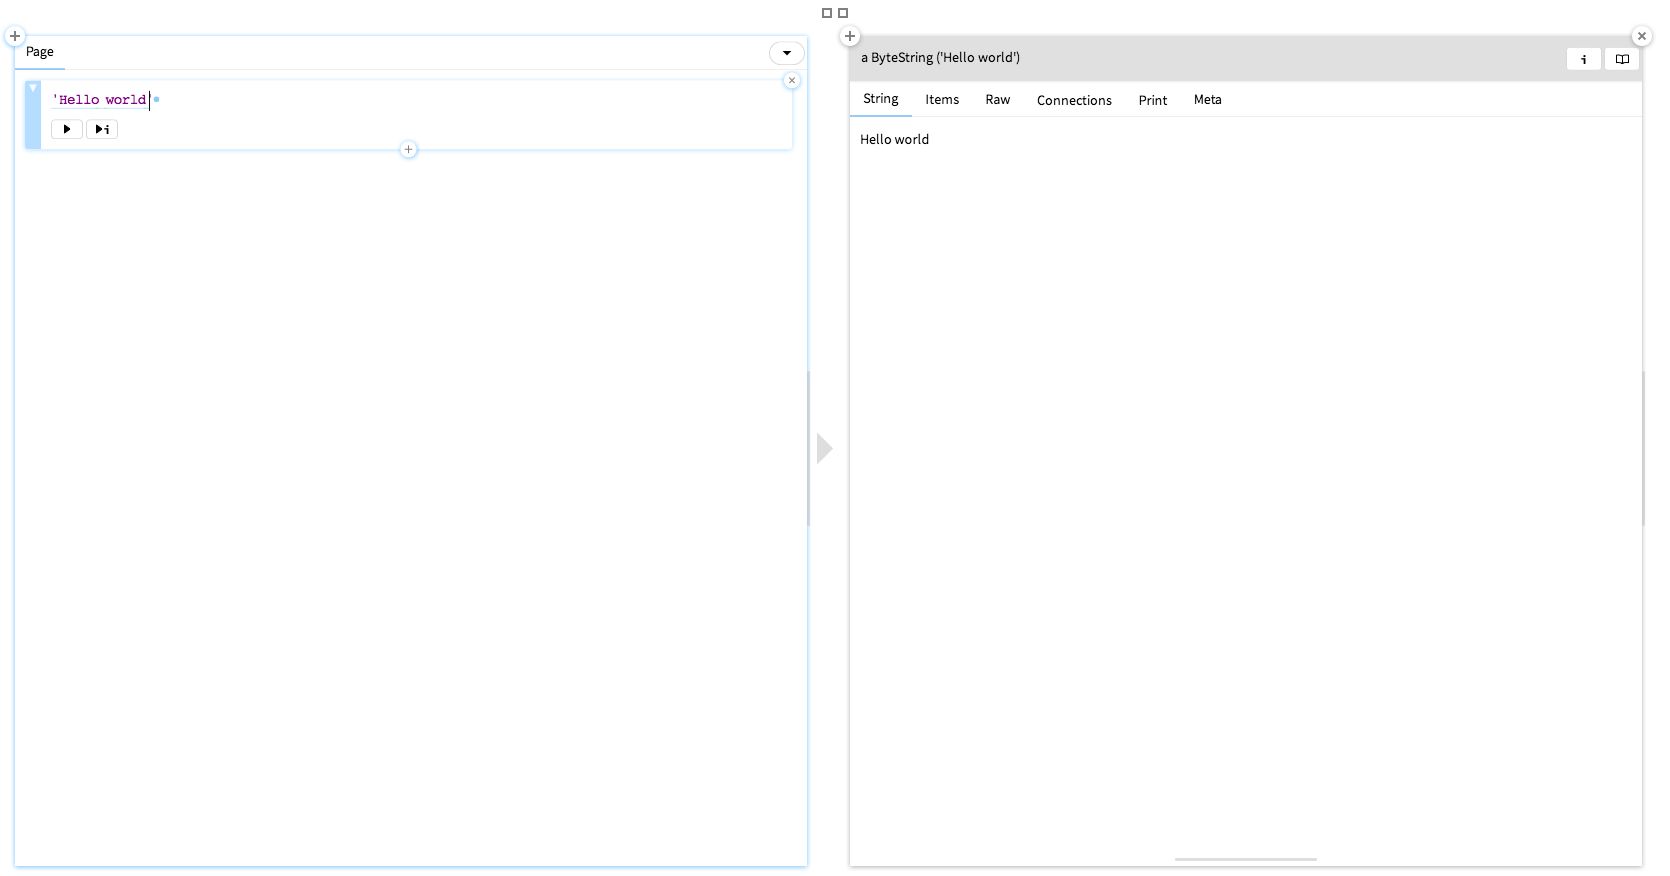 Page
'Hello world'
i
a ByteString ('Hello world')
i
String Items Raw Connections Print Meta
Hello world